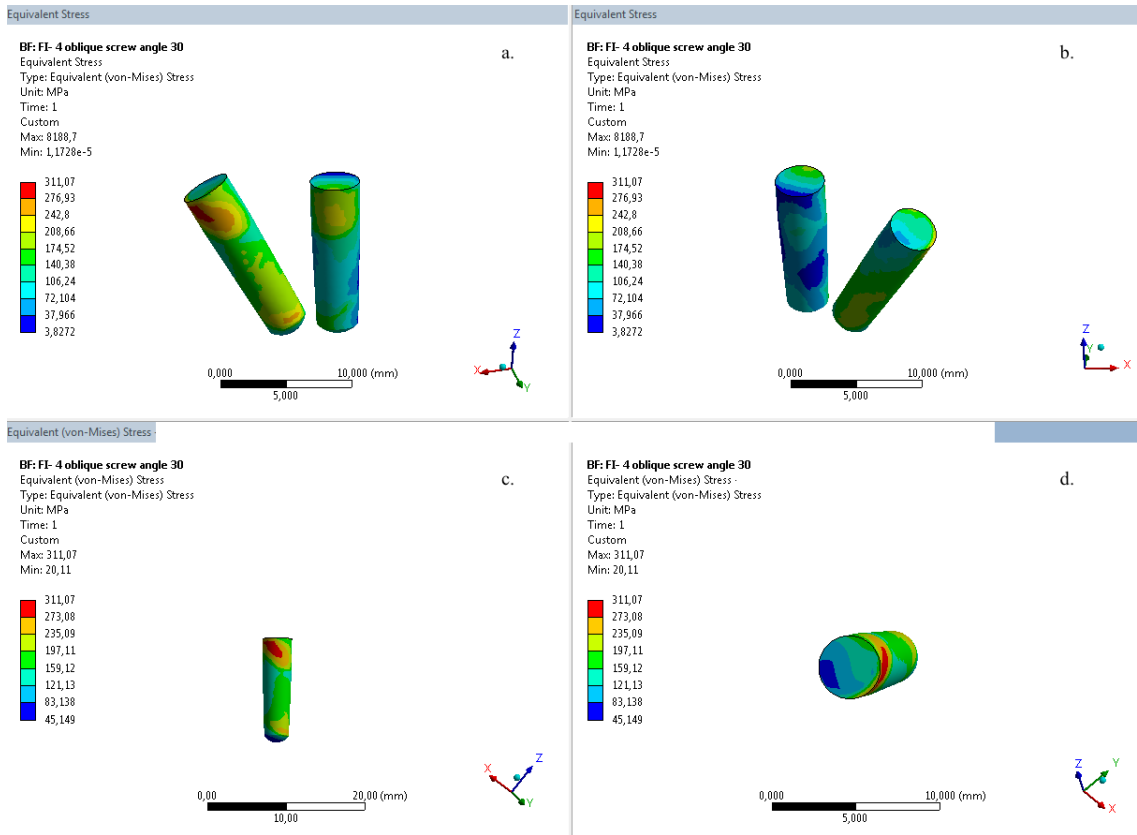 Equivalent Stress
BF: FI- 4 oblique screw angle 30
a.
Equivalent Stress
Type: Equivalent (von-Mises) Stress
Unit: MPa
Time: 1
Custom
Max: 8188,7
Min: 1,1728e-5
311,07
276,93
242,8
208,66
174,52
140,38
106,24
72,104
37,966
3,8272
Z
X
Y
0,000
10,000 (mm)
5,000
Equivalent Stress
BF: FI- 4 oblique screw angle 30
b.
Equivalent Stress
Type: Equivalent (von-Mises) Stress
Unit: MPa
Time: 1
Custom
Max: 8188,7
Min: 1,1728e-5
311,07
276,93
242,8
208,66
174,52
140,38
106,24
72,104
37,966
3,8272
Z
Y
X
0,000
10,000 (mm)
5,000
Equivalent (von-Mises) Stress -
BF: FI- 4 oblique screw angle 30
c.
Equivalent (von-Mises) Stress
Type: Equivalent (von-Mises) Stress
Unit: MPa
Time: 1
Custom
Max: 311,07
Min: 20,11
311,07
273,08
235,09
197,11
159,12
121,13
83,138
45,149
X
Z
Y
0,00
20,00 (mm)
10,00
BF: FI- 4 oblique screw angle 30
d.
Equivalent (von-Mises) Stress -
Type: Equivalent (von-Mises) Stress
Unit: MPa
Time: 1
Custom
Max: 311,07
Min: 20,11
311,07
273,08
235,09
197,11
159,12
121,13
83,138
45,149
Z
Y
X
0,000
10,000 (mm)
5,000